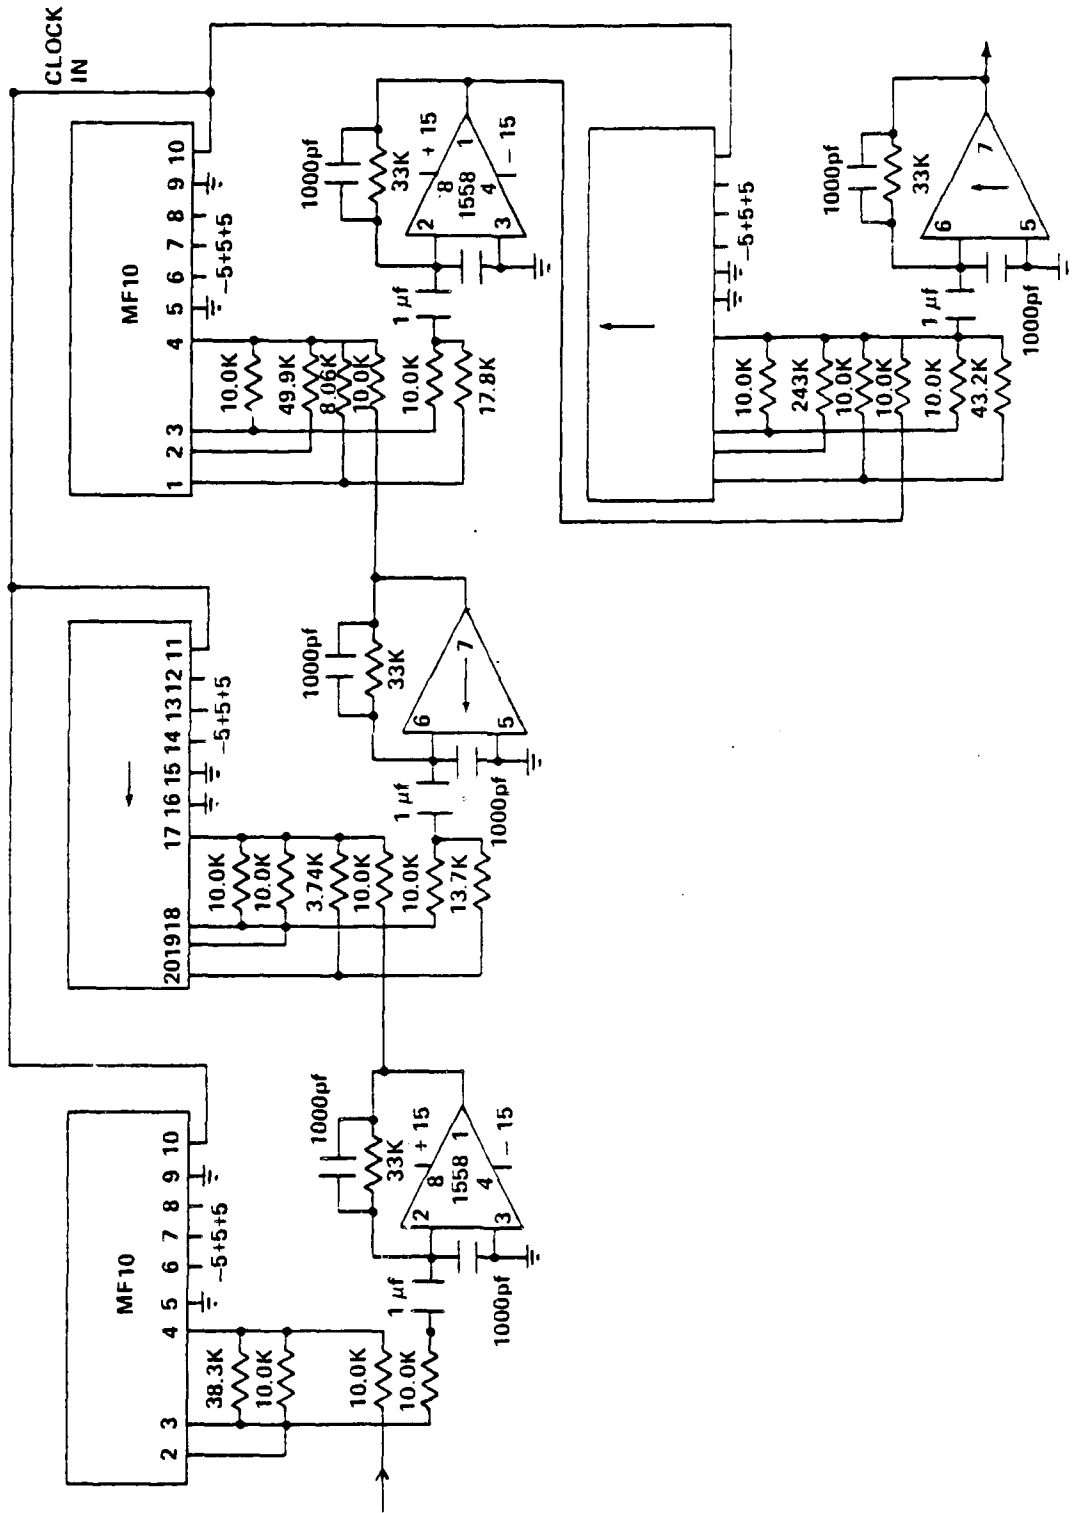 CLOCK
IN
MF10
2 3 4 5 6 7 8 9 10
-5+5+5
38.3K
10.0K
10.0K
10.0K
1 µf
1000pf
1000pf
33K
2
3
8
+ 15
1558
1
4
- 15
20 19 18 17 16 15 14 13 12 11
-5+5+5
10.0K
10.0K
3.74K
10.0K
10.0K
13.7K
1 µf
1000pf
1000pf
33K
6
5
7
MF10
1 2 3 4 5 6 7 8 9 10
-5+5+5
10.0K
49.9K
8.06K
10.0K
10.0K
17.8K
1 µf
1000pf
33K
2
3
8
+ 15
1558
1
4
- 15
-5+5+5
10.0K
243K
10.0K
10.0K
10.0K
43.2K
1 µf
1000pf
1000pf
33K
6
5
7